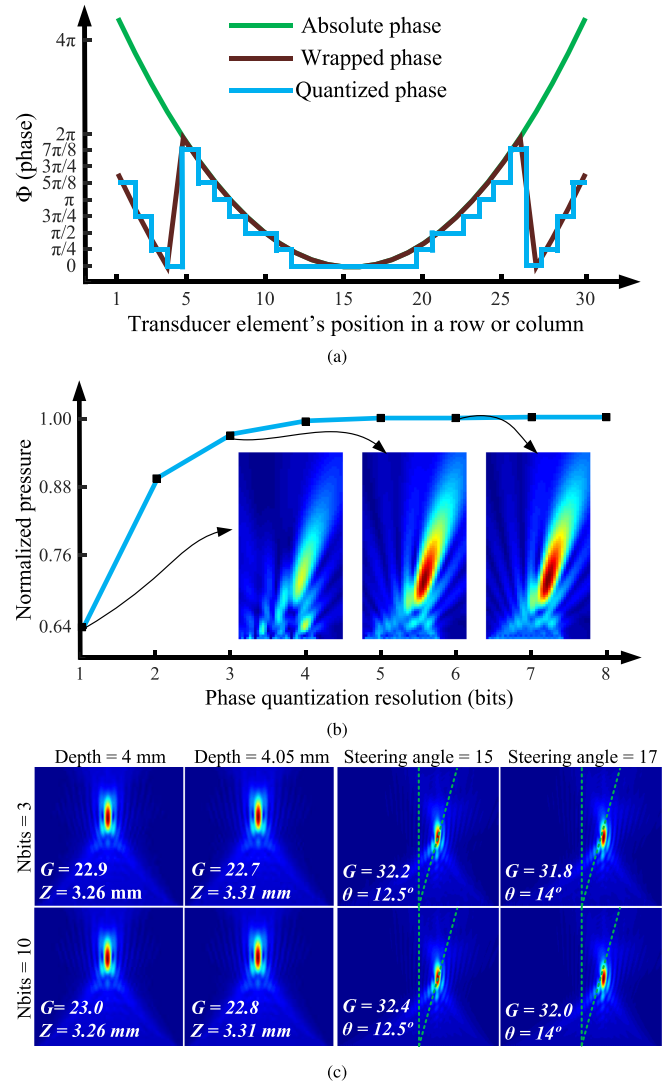 Absolute phase
Wrapped phase
Quantized phase
Φ (phase)
4π
2π
7π/8
3π/4
5π/8
π
3π/4
π/2
π/4
0
1 5 10 15 20 25 30
Transducer element's position in a row or column
(a)
Normalized pressure
1.00
0.88
0.76
0.64
1 2 3 4 5 6 7 8
Phase quantization resolution (bits)
(b)
Depth = 4 mm Depth = 4.05 mm Steering angle = 15 Steering angle = 17
Nbits = 3
G = 22.9
Z = 3.26 mm
G = 22.7
Z = 3.31 mm
G = 32.2
θ = 12.5º
G = 31.8
θ = 14º
Nbits = 10
G= 23.0
Z = 3.26 mm
G = 22.8
Z = 3.31 mm
G = 32.4
θ = 12.5º
G = 32.0
θ = 14º
(c)